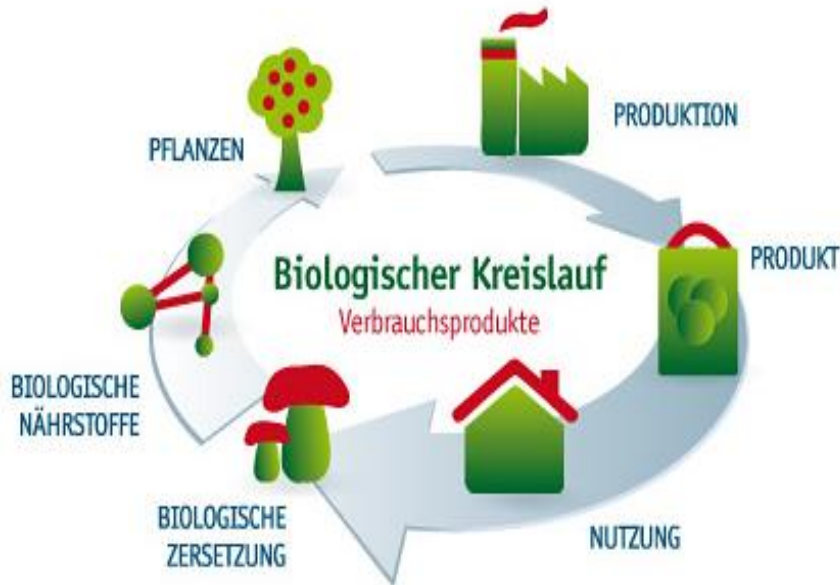 PFLANZEN
PRODUKTION
PRODUKT
Biologischer Kreislauf
Verbrauchsprodukte
BIOLOGISCHE
NÄHRSTOFFE
BIOLOGISCHE
ZERSETZUNG
NUTZUNG